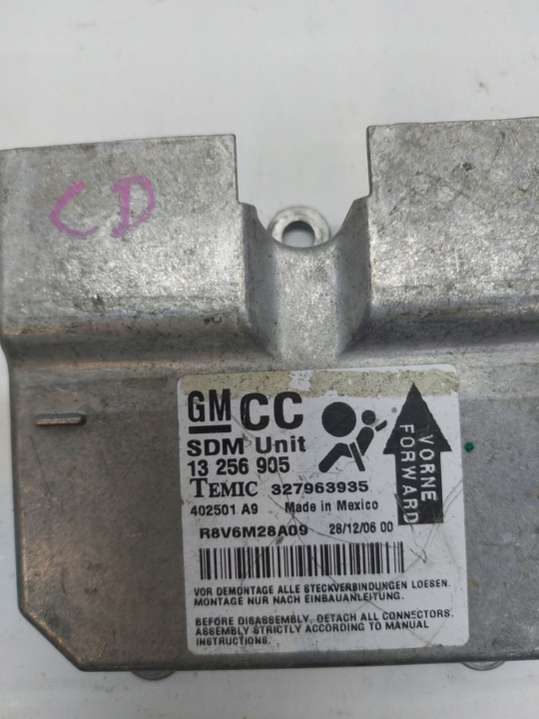 CD
GM CC
SDM Unit
13 256 905
TEMIC 327963935
402501 A9 Made in Mexico
R8V6M28A09 28/12/06 00
VORNE
FORWARD
VOR DEMONTAGE ALLE STECKVERBINDUNGEN LOESEN.
MONTAGE NUR NACH EINBAUANLEITUNG.
BEFORE DISASSEMBLY, DETACH ALL CONNECTORS.
ASSEMBLY STRICTLY ACCORDING TO MANUAL
INSTRUCTIONS.